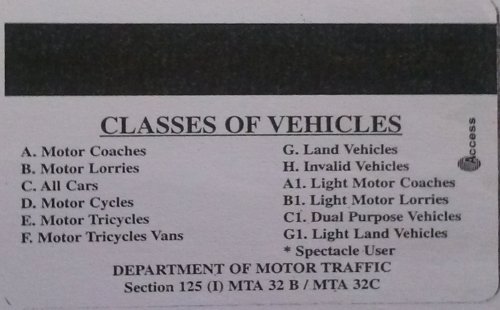 CLASSES OF VEHICLES
A. Motor Coaches
B. Motor Lorries
C. All Cars
D. Motor Cycles
E. Motor Tricycles
F. Motor Tricycles Vans
G. Land Vehicles
H. Invalid Vehicles
A1. Light Motor Coaches
B1. Light Motor Lorries
C1. Dual Purpose Vehicles
G1. Light Land Vehicles
* Spectacle User
Access
DEPARTMENT OF MOTOR TRAFFIC
Section 125 (I) MTA 32 B / MTA 32C